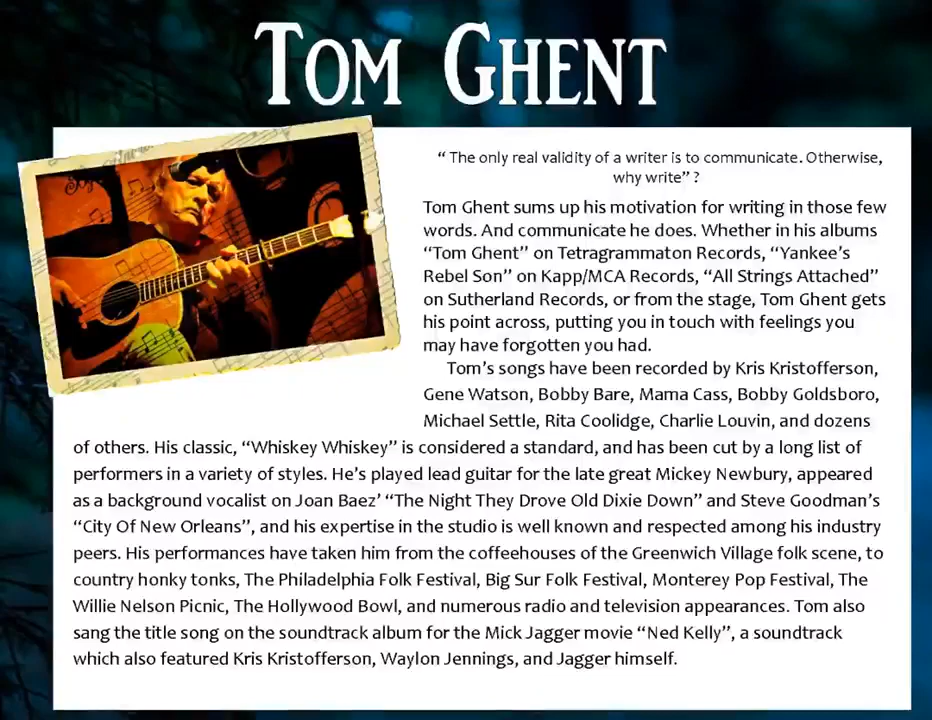 TOM GHENT
“ The only real validity of a writer is to communicate. Otherwise,
why write” ?
Tom Ghent sums up his motivation for writing in those few
words. And communicate he does. Whether in his albums
“Tom Ghent” on Tetragrammaton Records, “Yankee’s
Rebel Son” on Kapp/MCA Records, “All Strings Attached”
on Sutherland Records, or from the stage, Tom Ghent gets
his point across, putting you in touch with feelings you
may have forgotten you had.
Tom’s songs have been recorded by Kris Kristofferson,
Gene Watson, Bobby Bare, Mama Cass, Bobby Goldsboro,
Michael Settle, Rita Coolidge, Charlie Louvin, and dozens
of others. His classic, “Whiskey Whiskey” is considered a standard, and has been cut by a long list of
performers in a variety of styles. He’s played lead guitar for the late great Mickey Newbury, appeared
as a background vocalist on Joan Baez’ “The Night They Drove Old Dixie Down” and Steve Goodman’s
“City Of New Orleans”, and his expertise in the studio is well known and respected among his industry
peers. His performances have taken him from the coffeehouses of the Greenwich Village folk scene, to
country honky tonks, The Philadelphia Folk Festival, Big Sur Folk Festival, Monterey Pop Festival, The
Willie Nelson Picnic, The Hollywood Bowl, and numerous radio and television appearances. Tom also
sang the title song on the soundtrack album for the Mick Jagger movie “Ned Kelly”, a soundtrack
which also featured Kris Kristofferson, Waylon Jennings, and Jagger himself.